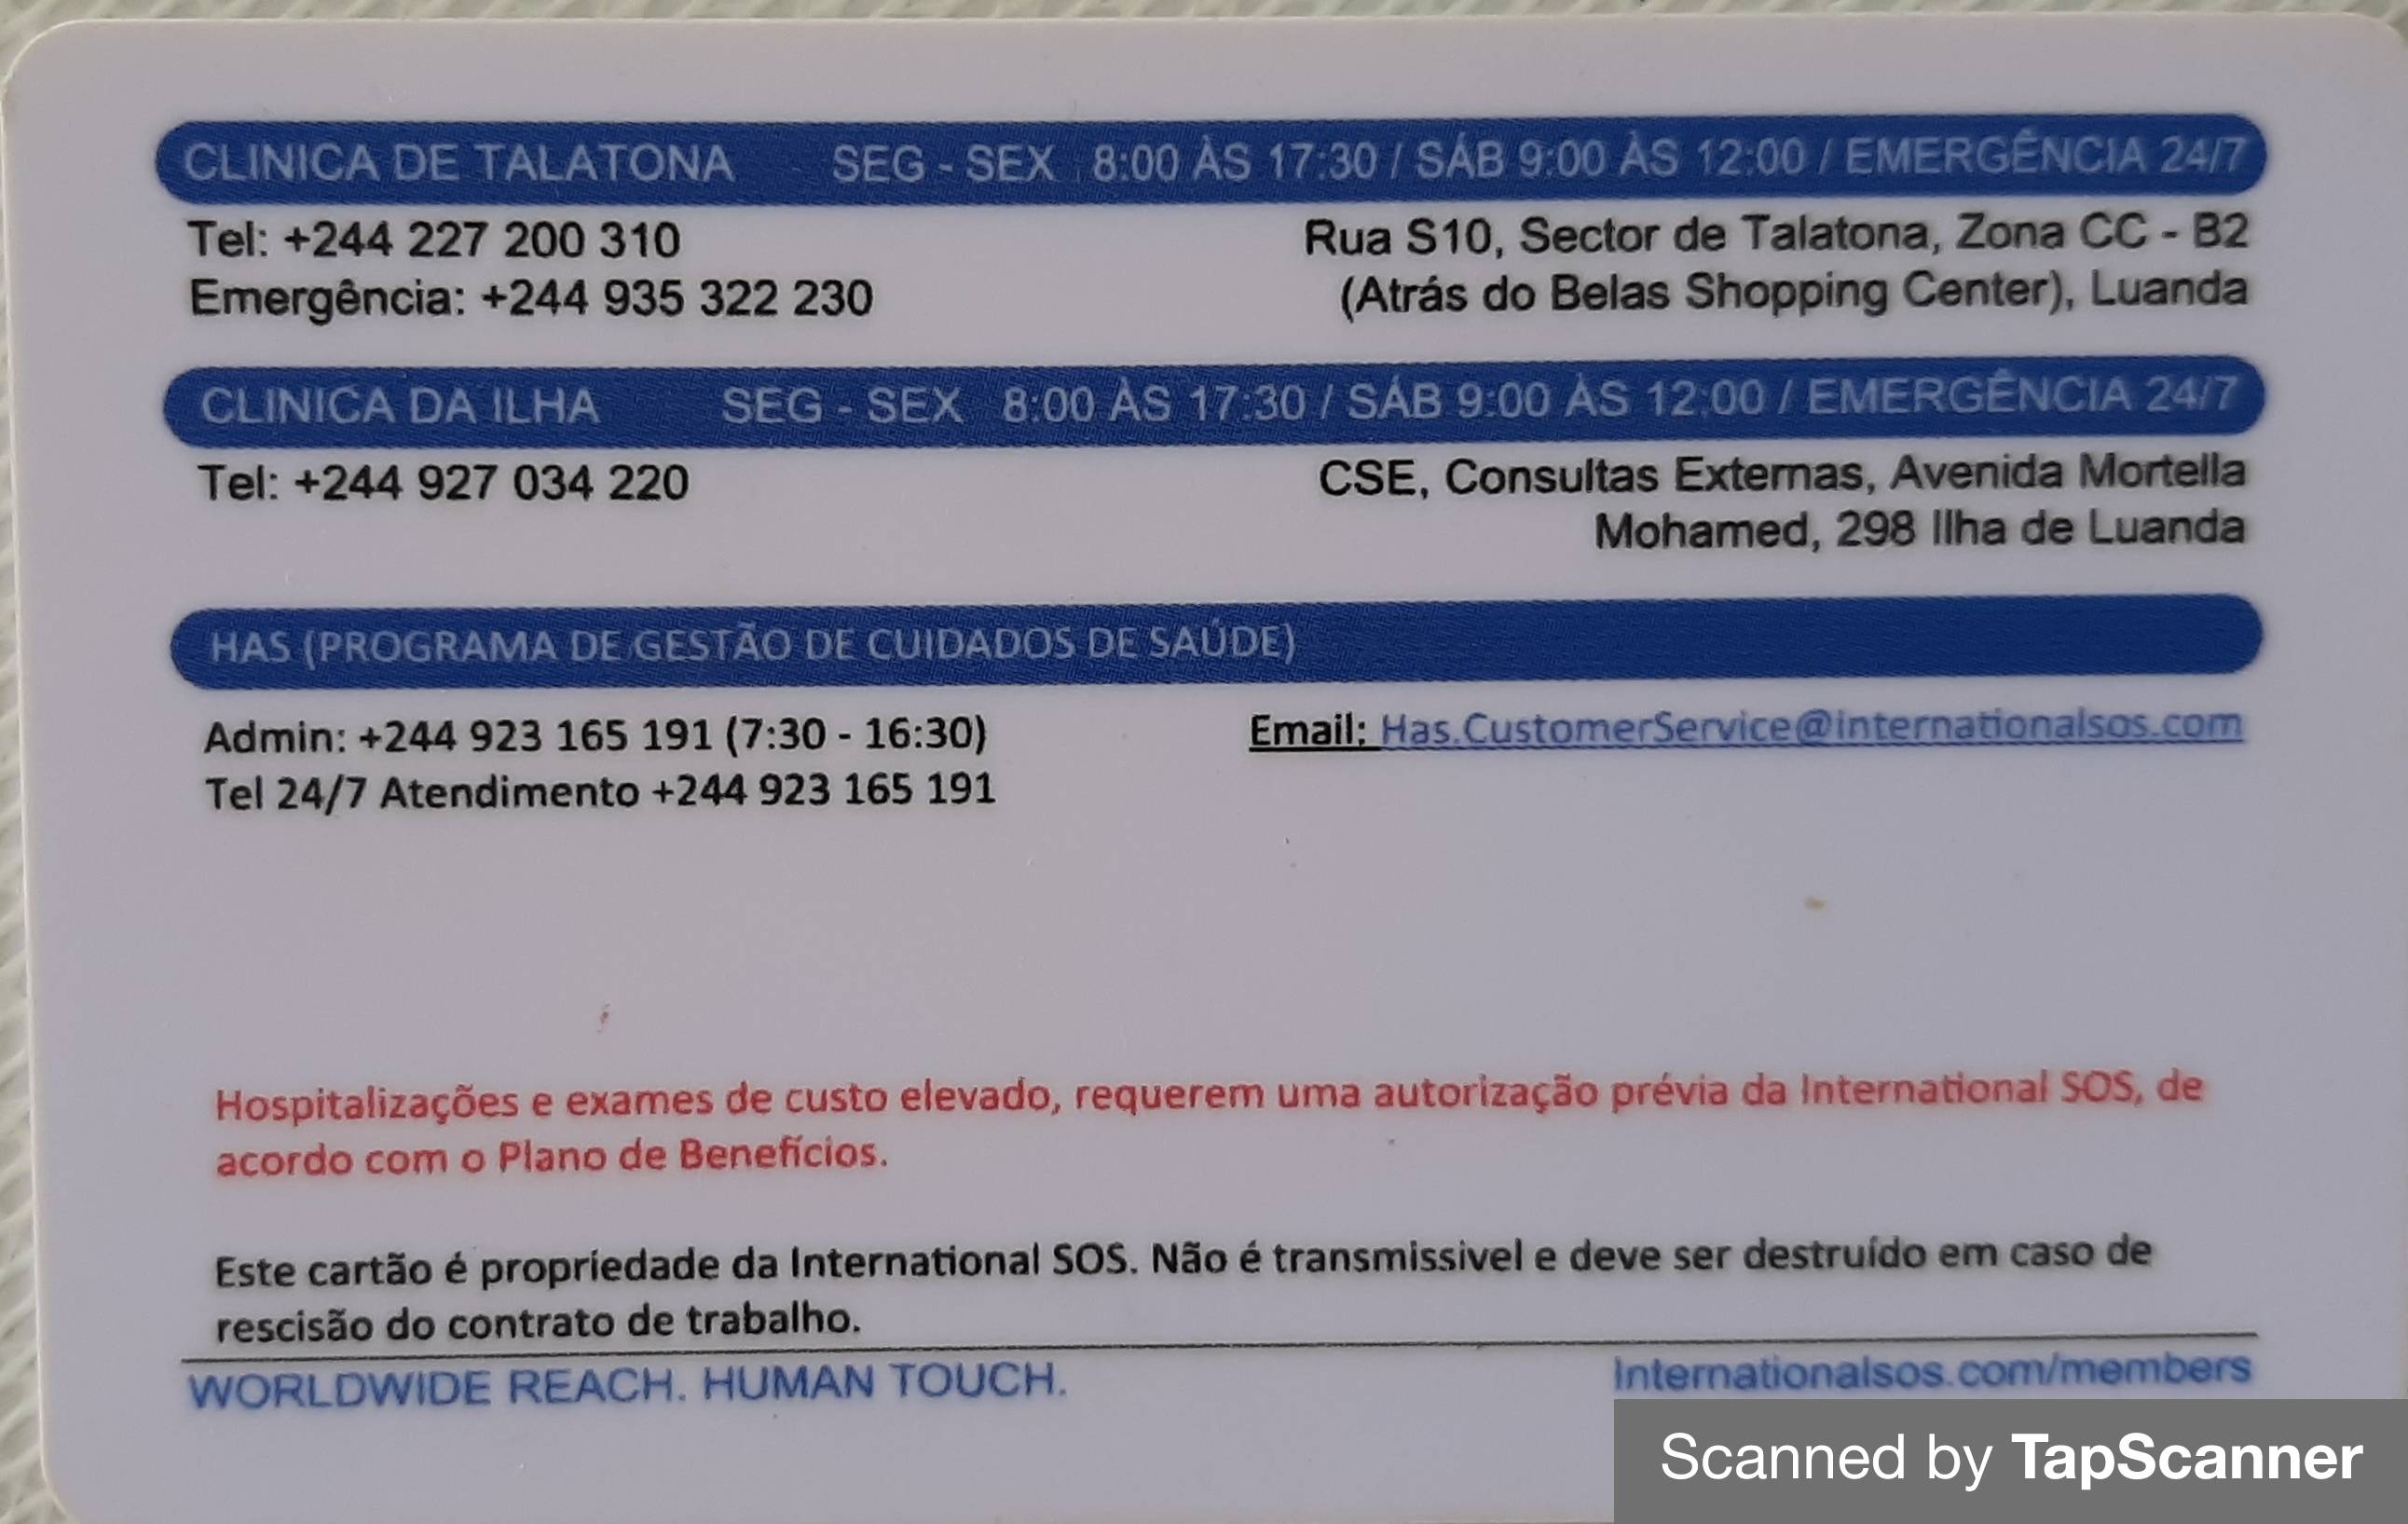 CLINICA DE TALATONA SEG - SEX 8:00 ÀS 17:30 / SÁB 9:00 ÀS 12:00 / EMERGÊNCIA 24/7
Tel: +244 227 200 310
Emergência: +244 935 322 230
Rua S10, Sector de Talatona, Zona CC - B2
(Atrás do Belas Shopping Center), Luanda
CLINICA DA ILHA SEG - SEX 8:00 ÀS 17:30 / SÁB 9:00 ÀS 12:00 / EMERGÊNCIA 24/7
Tel: +244 927 034 220
CSE, Consultas Externas, Avenida Mortella
Mohamed, 298 Ilha de Luanda
HAS (PROGRAMA DE GESTÃO DE CUIDADOS DE SAÚDE)
Admin: +244 923 165 191 (7:30 - 16:30)
Tel 24/7 Atendimento +244 923 165 191
Email: Has.CustomerService@internationalsos.com
Hospitalizações e exames de custo elevado, requerem uma autorização prévia da International SOS, de
acordo com o Plano de Benefícios.
Este cartão é propriedade da International SOS. Não é transmissivel e deve ser destruído em caso de
rescisão do contrato de trabalho.
WORLDWIDE REACH. HUMAN TOUCH.
Internationalsos.com/members
Scanned by TapScanner